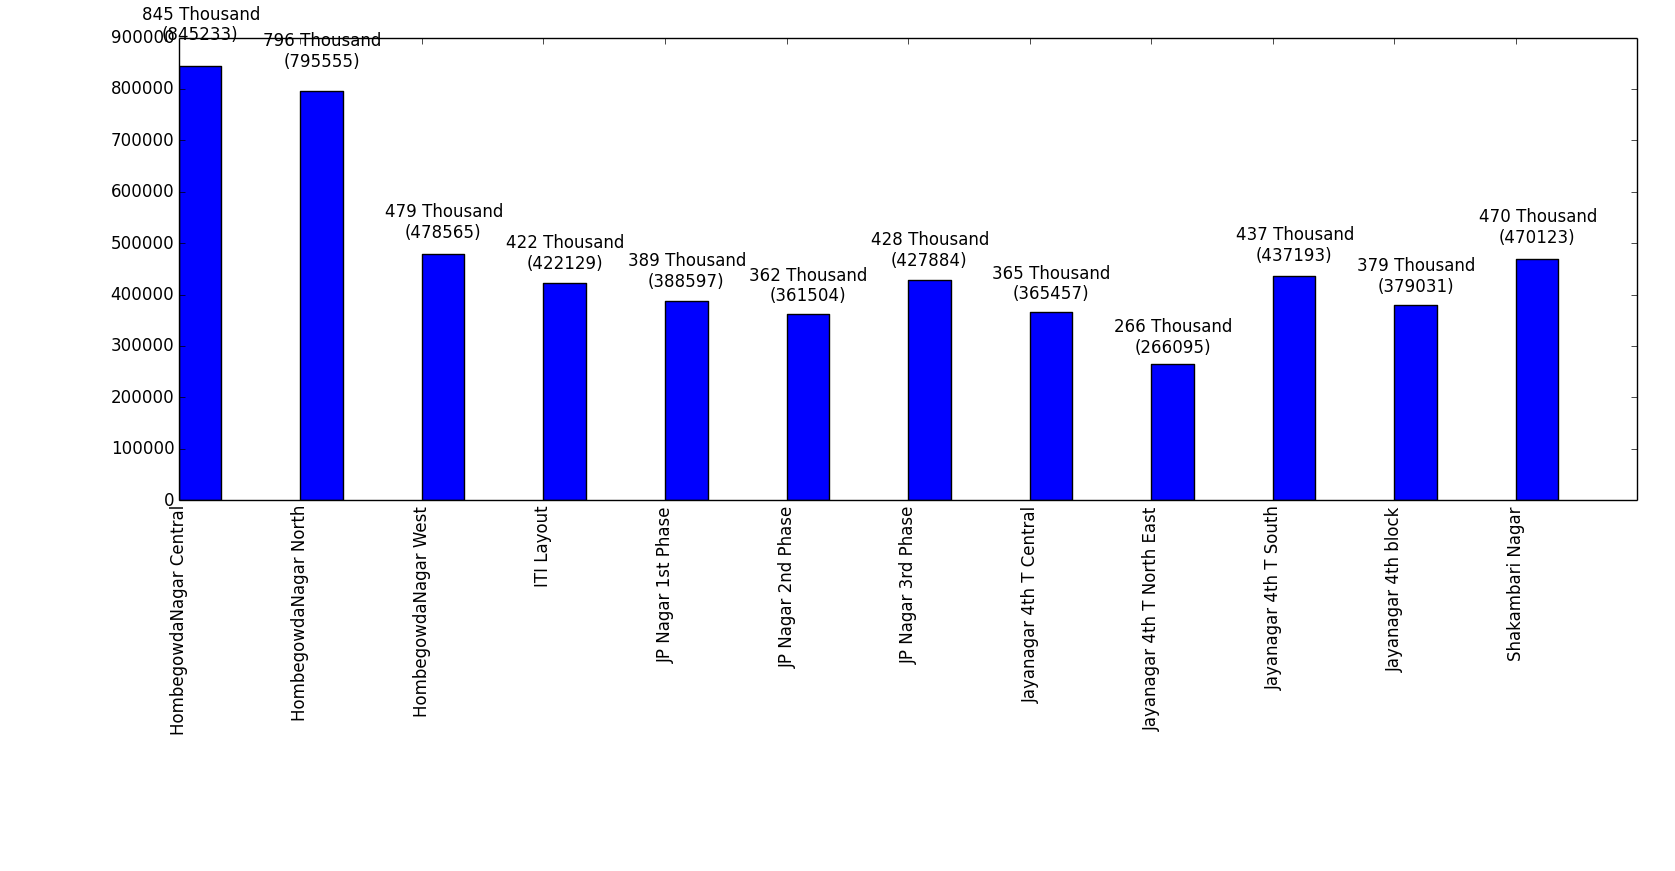 845 Thousand
(845233)
796 Thousand
(795555)
479 Thousand
(478565)
422 Thousand
(422129)
389 Thousand
(388597)
362 Thousand
(361504)
428 Thousand
(427884)
365 Thousand
(365457)
266 Thousand
(266095)
437 Thousand
(437193)
379 Thousand
(379031)
470 Thousand
(470123)
900000
800000
700000
600000
500000
400000
300000
200000
100000
0
HombegowdaNagar Central
HombegowdaNagar North
HombegowdaNagar West
ITI Layout
JP Nagar 1st Phase
JP Nagar 2nd Phase
JP Nagar 3rd Phase
Jayanagar 4th T Central
Jayanagar 4th T North East
Jayanagar 4th T South
Jayanagar 4th block
Shakambari Nagar